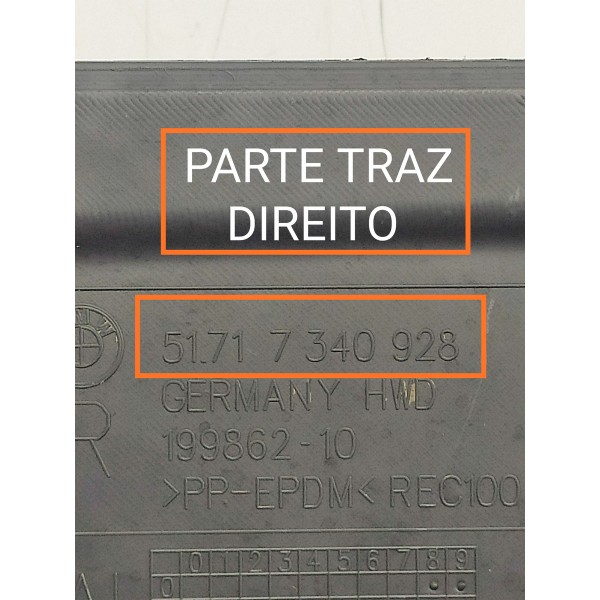 PARTE TRAZ
DIREITO
51.71 7 340 928
GERMANY HWD
R
199862-10
>PP-EPDM< REC100
0 1 2 3 4 5 6 7 8 9
0